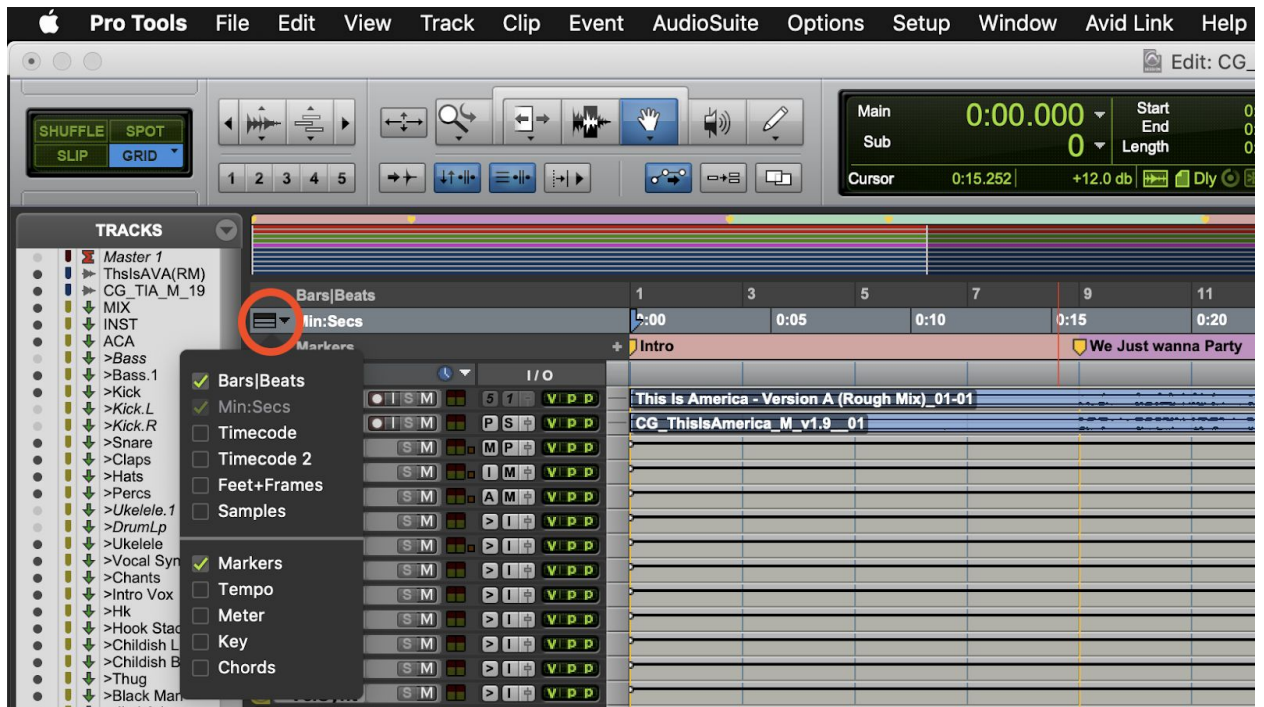 Pro Tools File Edit View Track Clip Event AudioSuite Options Setup Window Avid Link Help
Edit: CG_
SHUFFLE SPOT
SLIP GRID
1 2 3 4 5
Main 0:00.000
Sub 0
Start
End
Length
Cursor 0:15.252 +12.0 db Dly
TRACKS
Master 1
ThsIsAVA(RM)
CG_TIA_M_19
MIX
INST
ACA
>Bass
>Bass.1
>Kick
>Kick.L
>Kick.R
>Snare
>Claps
>Hats
>Percs
>Ukelele.1
>DrumLp
>Ukelele
>Vocal Syn
>Chants
>Intro Vox
>Hk
>Hook Stac
>Childish L
>Childish B
>Thug
>Black Man
Bars|Beats 1 3 5 7 9 11
Min:Secs 0:00 0:05 0:10 0:15 0:20
Markers Intro We Just wanna Party
I/O
Bars|Beats
Min:Secs
Timecode
Timecode 2
Feet+Frames
Samples
Markers
Tempo
Meter
Key
Chords
I S M 5 1 V P P
I S M P S V P P
S M M P V P P
S M I M V P P
S M A M V P P
S M > I V P P
S M > I V P P
S M > I V P P
S M > I V P P
S M > I V P P
S M > I V P P
S M > I V P P
S M > I V P P
This Is America - Version A (Rough Mix)_01-01
CG_ThisIsAmerica_M_v1.9__01